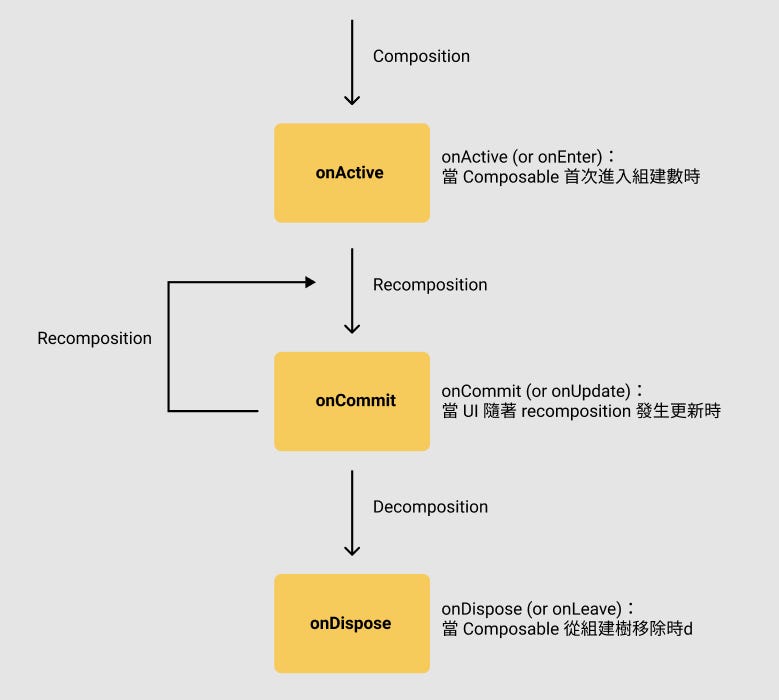 Composition
onActive
onActive (or onEnter)：
當 Composable 首次進入組建數時
Recomposition
Recomposition
onCommit
onCommit (or onUpdate)：
當 UI 隨著 recomposition 發生更新時
Decomposition
onDispose
onDispose (or onLeave)：
當 Composable 從組建樹移除時d